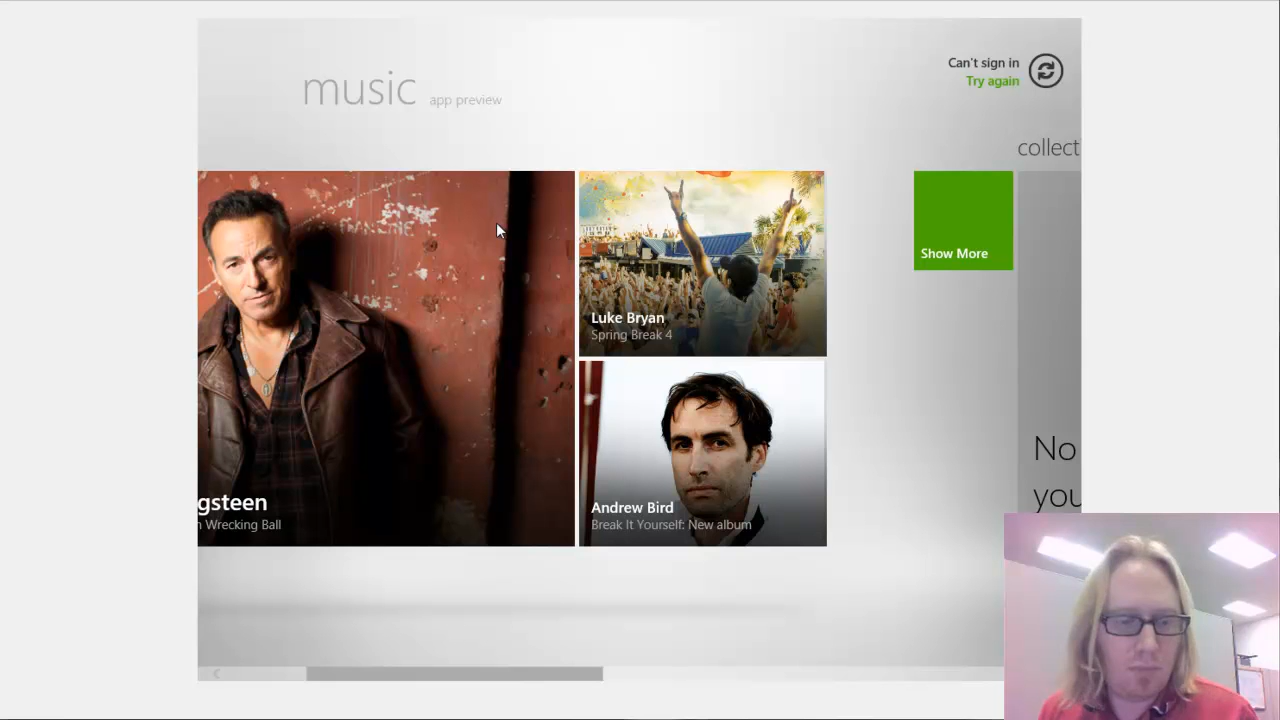 music app preview
Can't sign in
Try again
collect
Show More
Luke Bryan
Spring Break 4
No
you
gsteen
n Wrecking Ball
Andrew Bird
Break It Yourself: New album